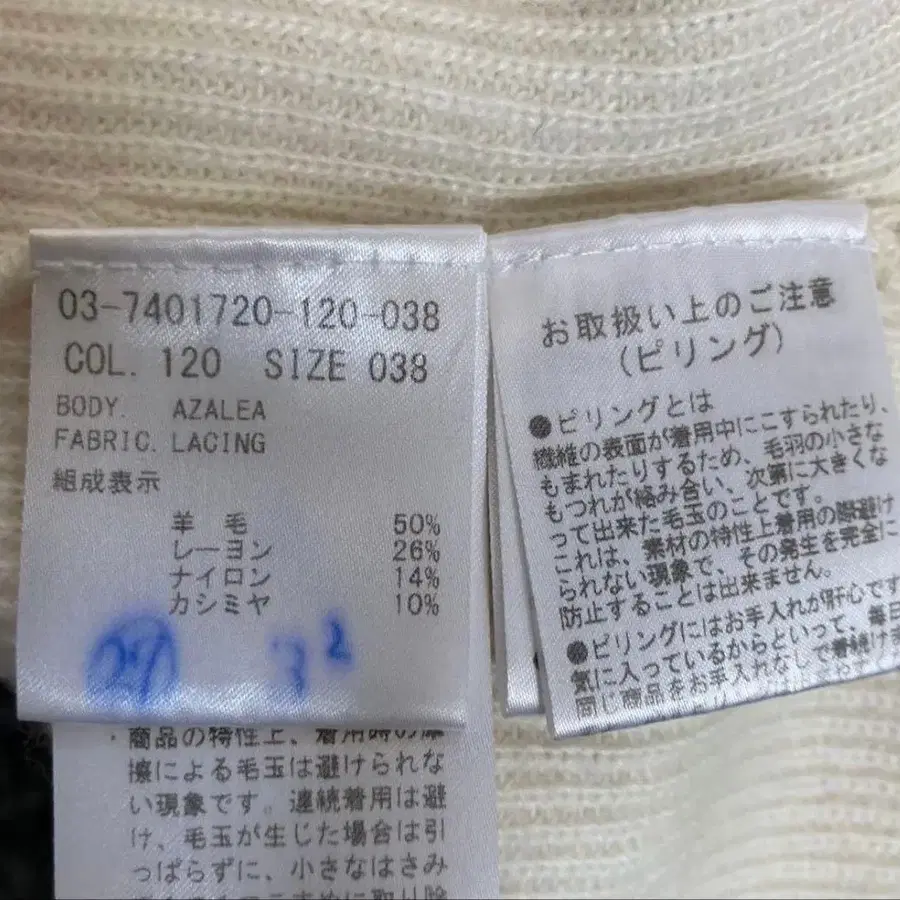 03-7401720-120-038
COL. 120 SIZE 038
BODY. AZALEA
FABRIC. LACING
組成表示
羊毛 50%
レーヨン 26%
ナイロン 14%
カシミヤ 10%
商品の特性上、着用時の摩
擦による毛玉は避けられな
い現象です。連続着用は避
け、毛玉が生じた場合は引
っぱらずに、小さなはさみ
お取扱い上のご注意
(ピリング)
●ピリングとは
繊維の表面が着用中にこすられたり、
もまれたりするため、毛羽の小さな
もつれが絡み合い、次第に大きくな
って出来た毛玉のことです。
これは、素材の特性上着用の際避け
られない現象で、その発生を完全に
防止することは出来ません。
●ピリングにはお手入れが肝心です
気に入っているからといって、毎日
同じ商品をお手入れなしで着続けま